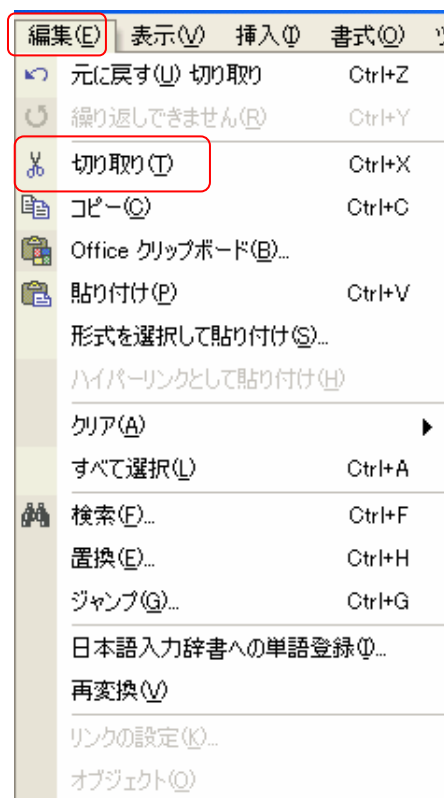 編集(E) 表示(V) 挿入(I) 書式(O)
元に戻す(U) 切り取り Ctrl+Z
繰り返しできません(R) Ctrl+Y
切り取り(T) Ctrl+X
コピー(C) Ctrl+C
Office クリップボード(B)...
貼り付け(P) Ctrl+V
形式を選択して貼り付け(S)...
ハイパーリンクとして貼り付け(H)
クリア(A)
すべて選択(L) Ctrl+A
検索(F)... Ctrl+F
置換(E)... Ctrl+H
ジャンプ(G)... Ctrl+G
日本語入力辞書への単語登録(I)...
再変換(V)
リンクの設定(K)...
オブジェクト(O)